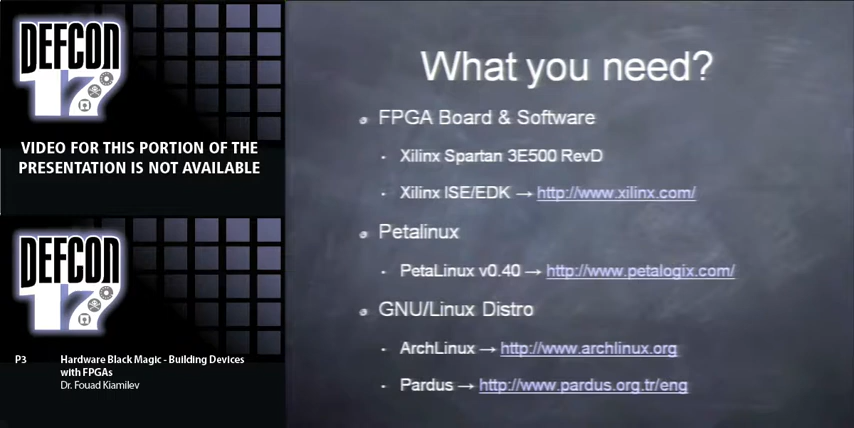 DEFCON
17
VIDEO FOR THIS PORTION OF THE
PRESENTATION IS NOT AVAILABLE
DEFCON
17
P3 Hardware Black Magic - Building Devices
with FPGAs
Dr. Fouad Kiamilev
What you need?
FPGA Board & Software
Xilinx Spartan 3E500 RevD
Xilinx ISE/EDK → http://www.xilinx.com/
Petalinux
PetaLinux v0.40 → http://www.petalogix.com/
GNU/Linux Distro
ArchLinux → http://www.archlinux.org
Pardus → http://www.pardus.org.tr/eng